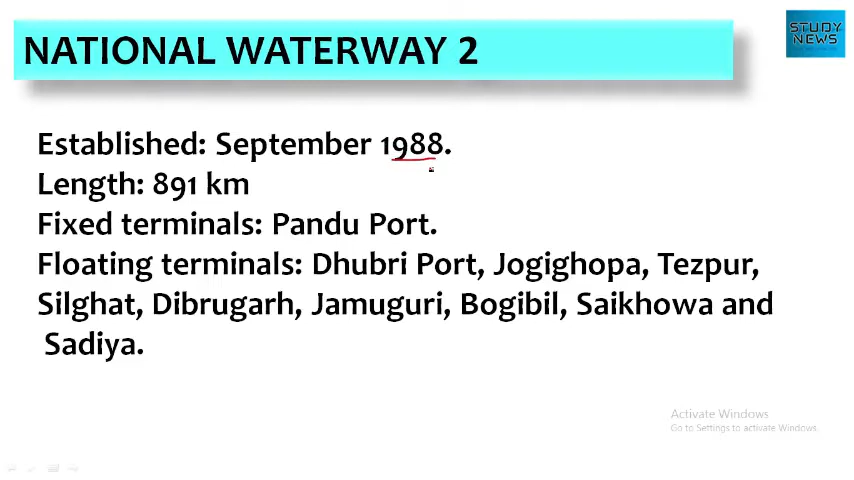 NATIONAL WATERWAY 2
STUDY
NEWS
Established: September 1988.
Length: 891 km
Fixed terminals: Pandu Port.
Floating terminals: Dhubri Port, Jogighopa, Tezpur,
Silghat, Dibrugarh, Jamuguri, Bogibil, Saikhowa and
Sadiya.
Activate Windows
Go to Settings to activate Windows.